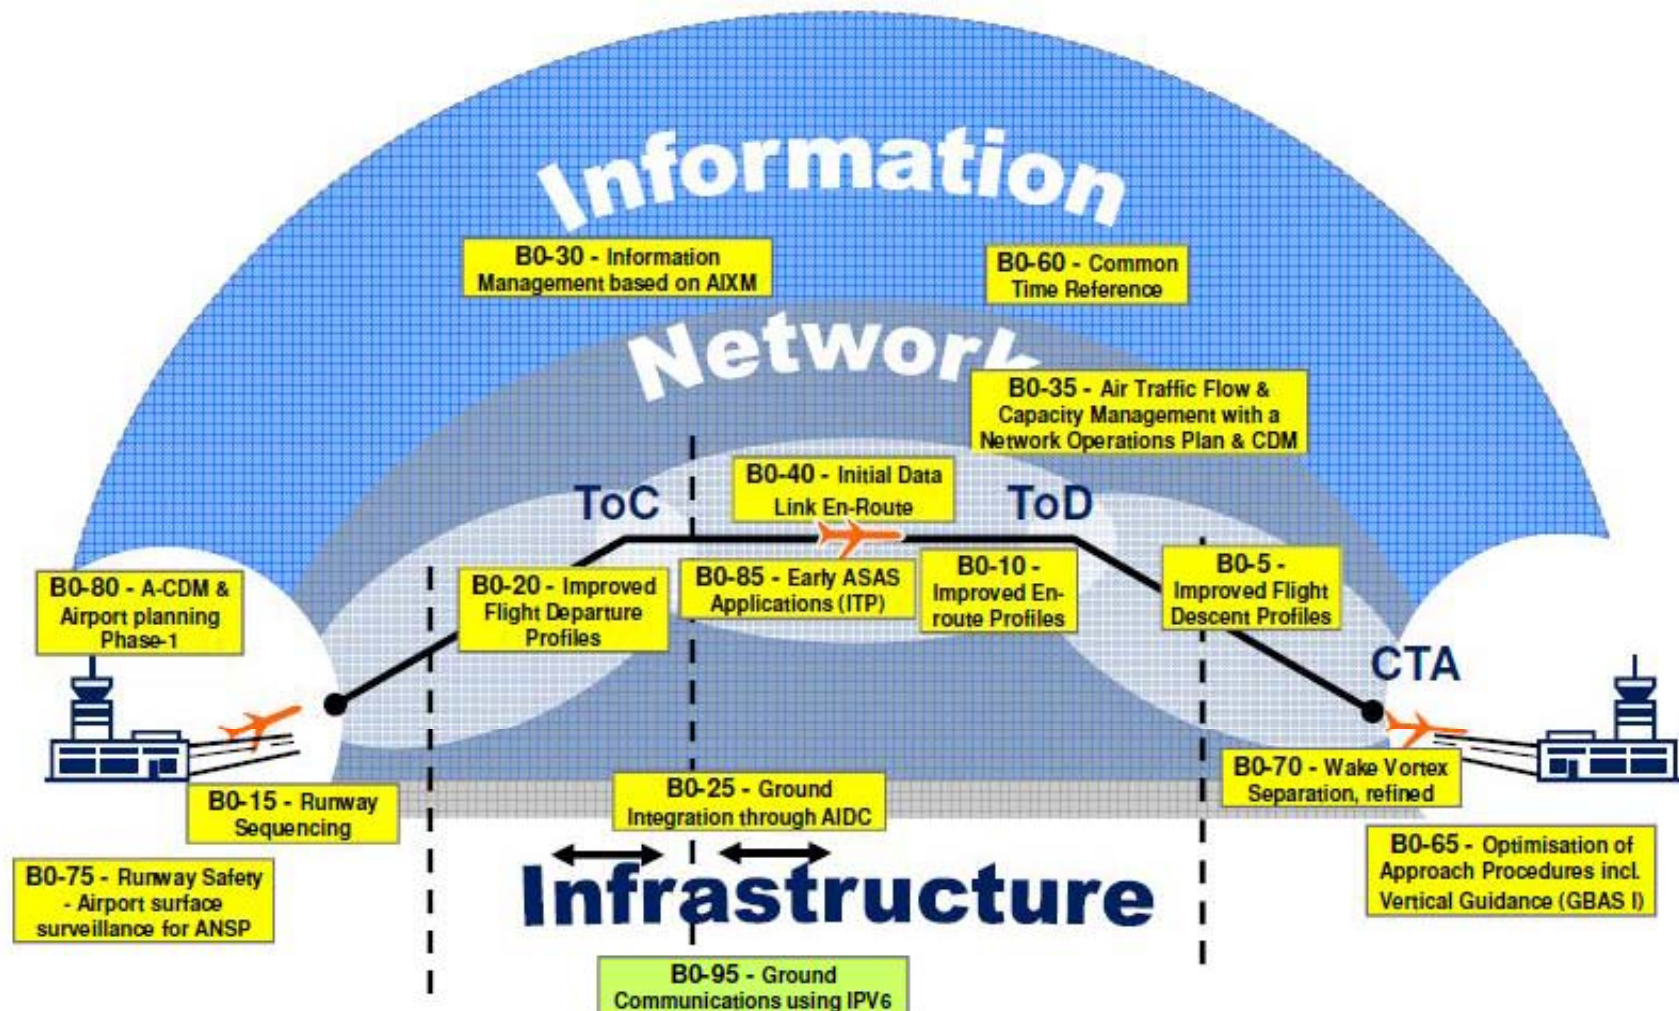 Information
B0-30 - Information
Management based on AIXM
B0-60 - Common
Time Reference
Network
B0-35 - Air Traffic Flow &
Capacity Management with a
Network Operations Plan & CDM
ToC
B0-40 - Initial Data
Link En-Route
ToD
B0-80 - A-CDM &
Airport planning
Phase-1
B0-20 - Improved
Flight Departure
Profiles
B0-85 - Early ASAS
Applications (ITP)
B0-10 -
Improved En-
route Profiles
B0-5 -
Improved Flight
Descent Profiles
CTA
B0-15 - Runway
Sequencing
B0-25 - Ground
Integration through AIDC
B0-70 - Wake Vortex
Separation, refined
B0-75 - Runway Safety
- Airport surface
surveillance for ANSP
Infrastructure
B0-65 - Optimisation of
Approach Procedures incl.
Vertical Guidance (GBAS I)
B0-95 - Ground
Communications using IPV6